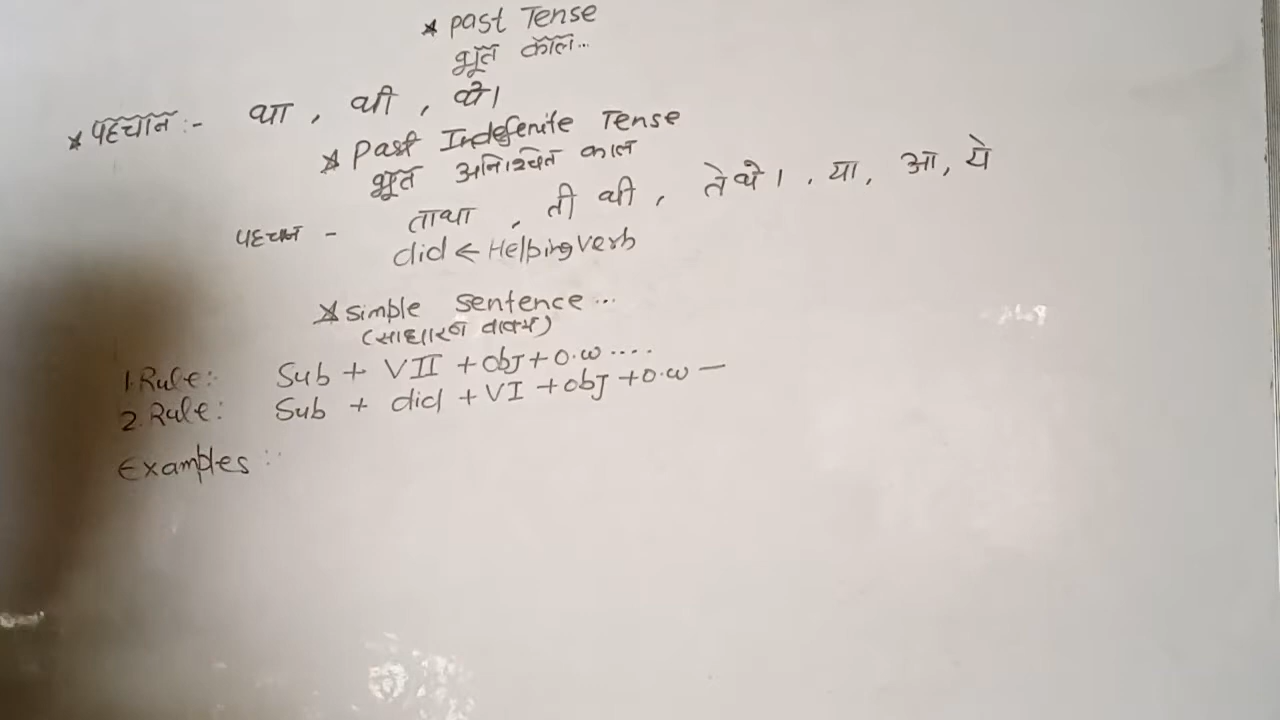 * Past Tense
भूत काल...
* पहचान :- था , थी , थे।
* Past Indefenite Tense
भूत अनिश्चित काल
पहचान - ताथा , ती थी , ते थे। , या, आ, ये
did ← Helping verb
* simple sentence ...
(साधारण वाक्य)
1. Rule: Sub + VII + obj + o.w ....
2. Rule: Sub + did + VI + obj + o.w —
Examples ::